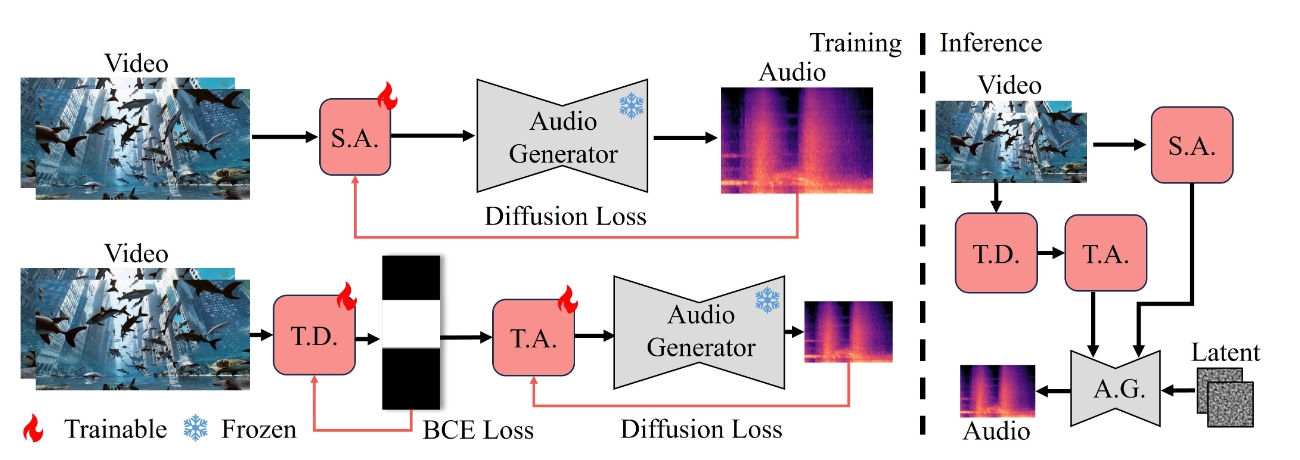 Training
Inference
Video
S.A.
Audio
Generator
Audio
Diffusion Loss
Video
T.D.
T.A.
Audio
Generator
BCE Loss
Diffusion Loss
Trainable
Frozen
Video
S.A.
T.D.
T.A.
Latent
A.G.
Audio